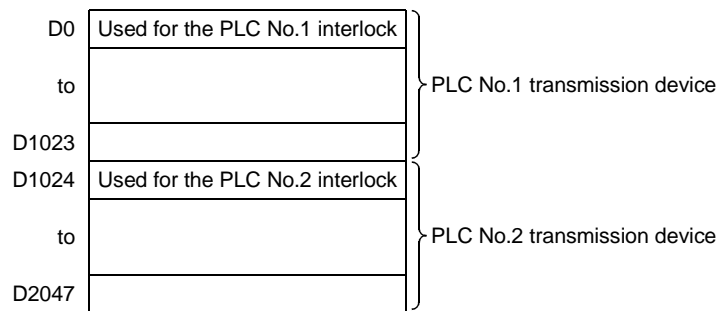 D0 Used for the PLC No.1 interlock
to PLC No.1 transmission device
D1023
D1024 Used for the PLC No.2 interlock
to PLC No.2 transmission device
D2047